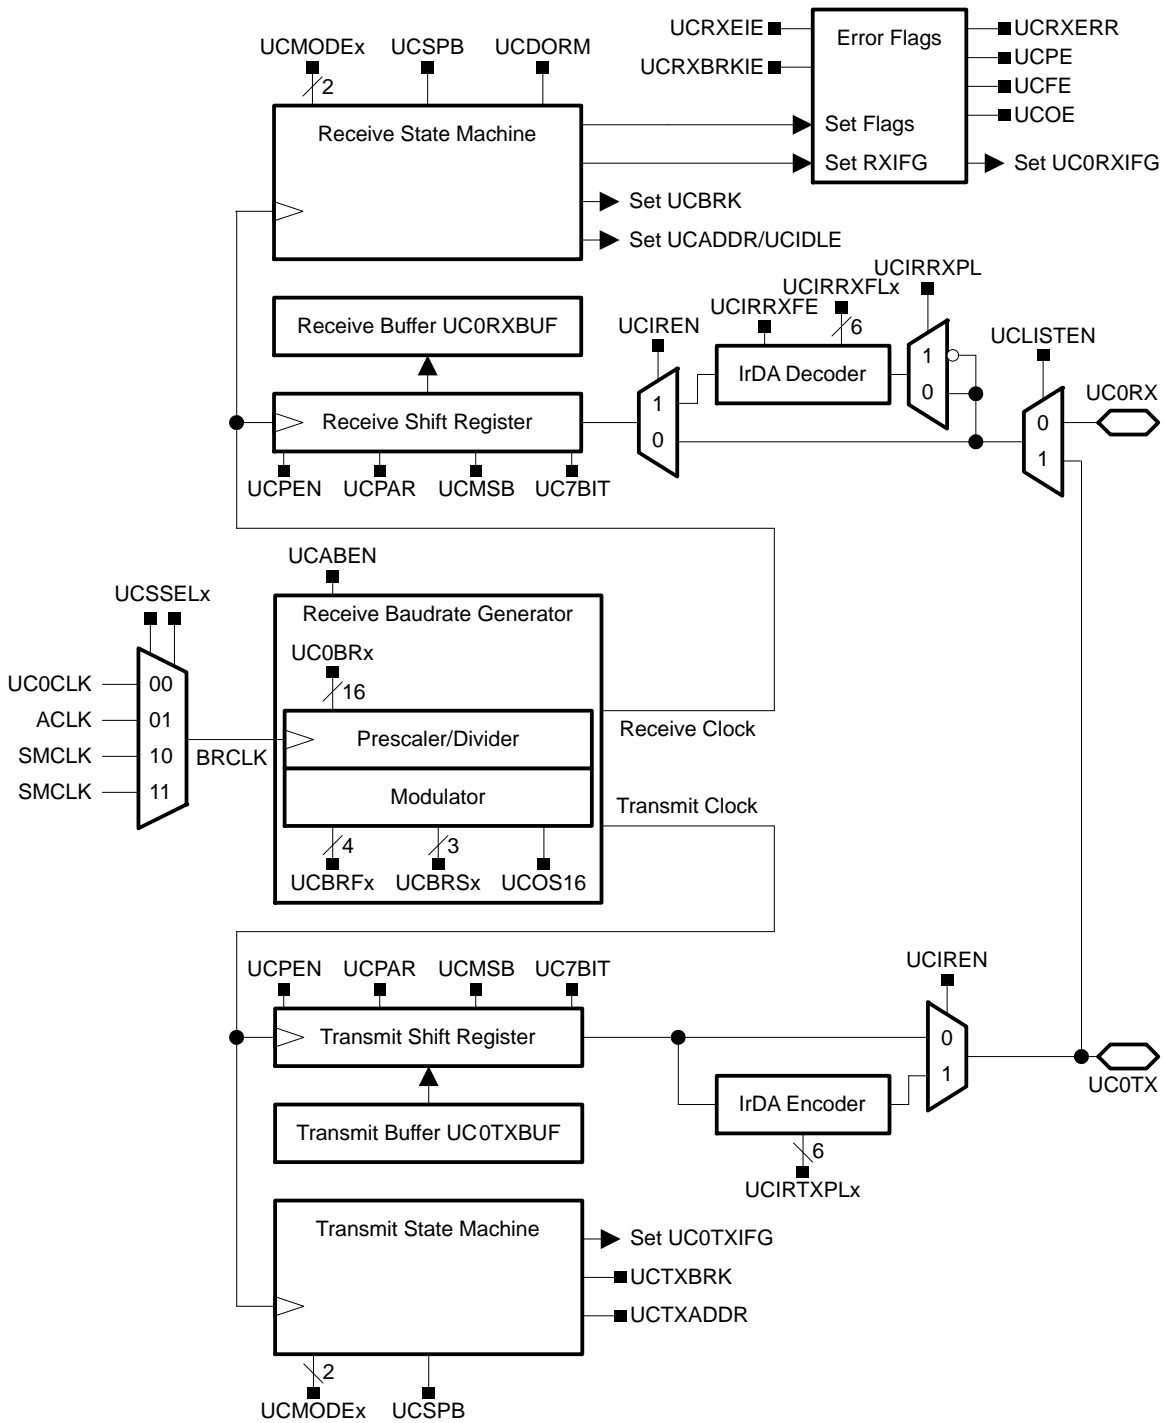 UCMODEx
UCSPB
UCDORM
2
Receive State Machine
UCRXEIE
UCRXBRKIE
Error Flags
Set Flags
Set RXIFG
UCRXERR
UCPE
UCFE
UCOE
Set UC0RXIFG
Set UCBRK
Set UCADDR/UCIDLE
Receive Buffer UC0RXBUF
Receive Shift Register
UCPEN
UCPAR
UCMSB
UC7BIT
UCIREN
1
0
UCIRRXFE
UCIRRXFLx
6
IrDA Decoder
UCIRRXPL
1
0
UCLISTEN
0
1
UC0RX
UCABEN
Receive Baudrate Generator
UCSSELx
UC0CLK
ACLK
SMCLK
SMCLK
00
01
10
11
BRCLK
UC0BRx
16
Prescaler/Divider
Modulator
4
3
UCBRFx
UCBRSx
UCOS16
Receive Clock
Transmit Clock
UCPEN
UCPAR
UCMSB
UC7BIT
Transmit Shift Register
Transmit Buffer UC0TXBUF
UCIREN
0
1
IrDA Encoder
6
UCIRTXPLx
UC0TX
Transmit State Machine
Set UC0TXIFG
UCTXBRK
UCTXADDR
2
UCMODEx
UCSPB